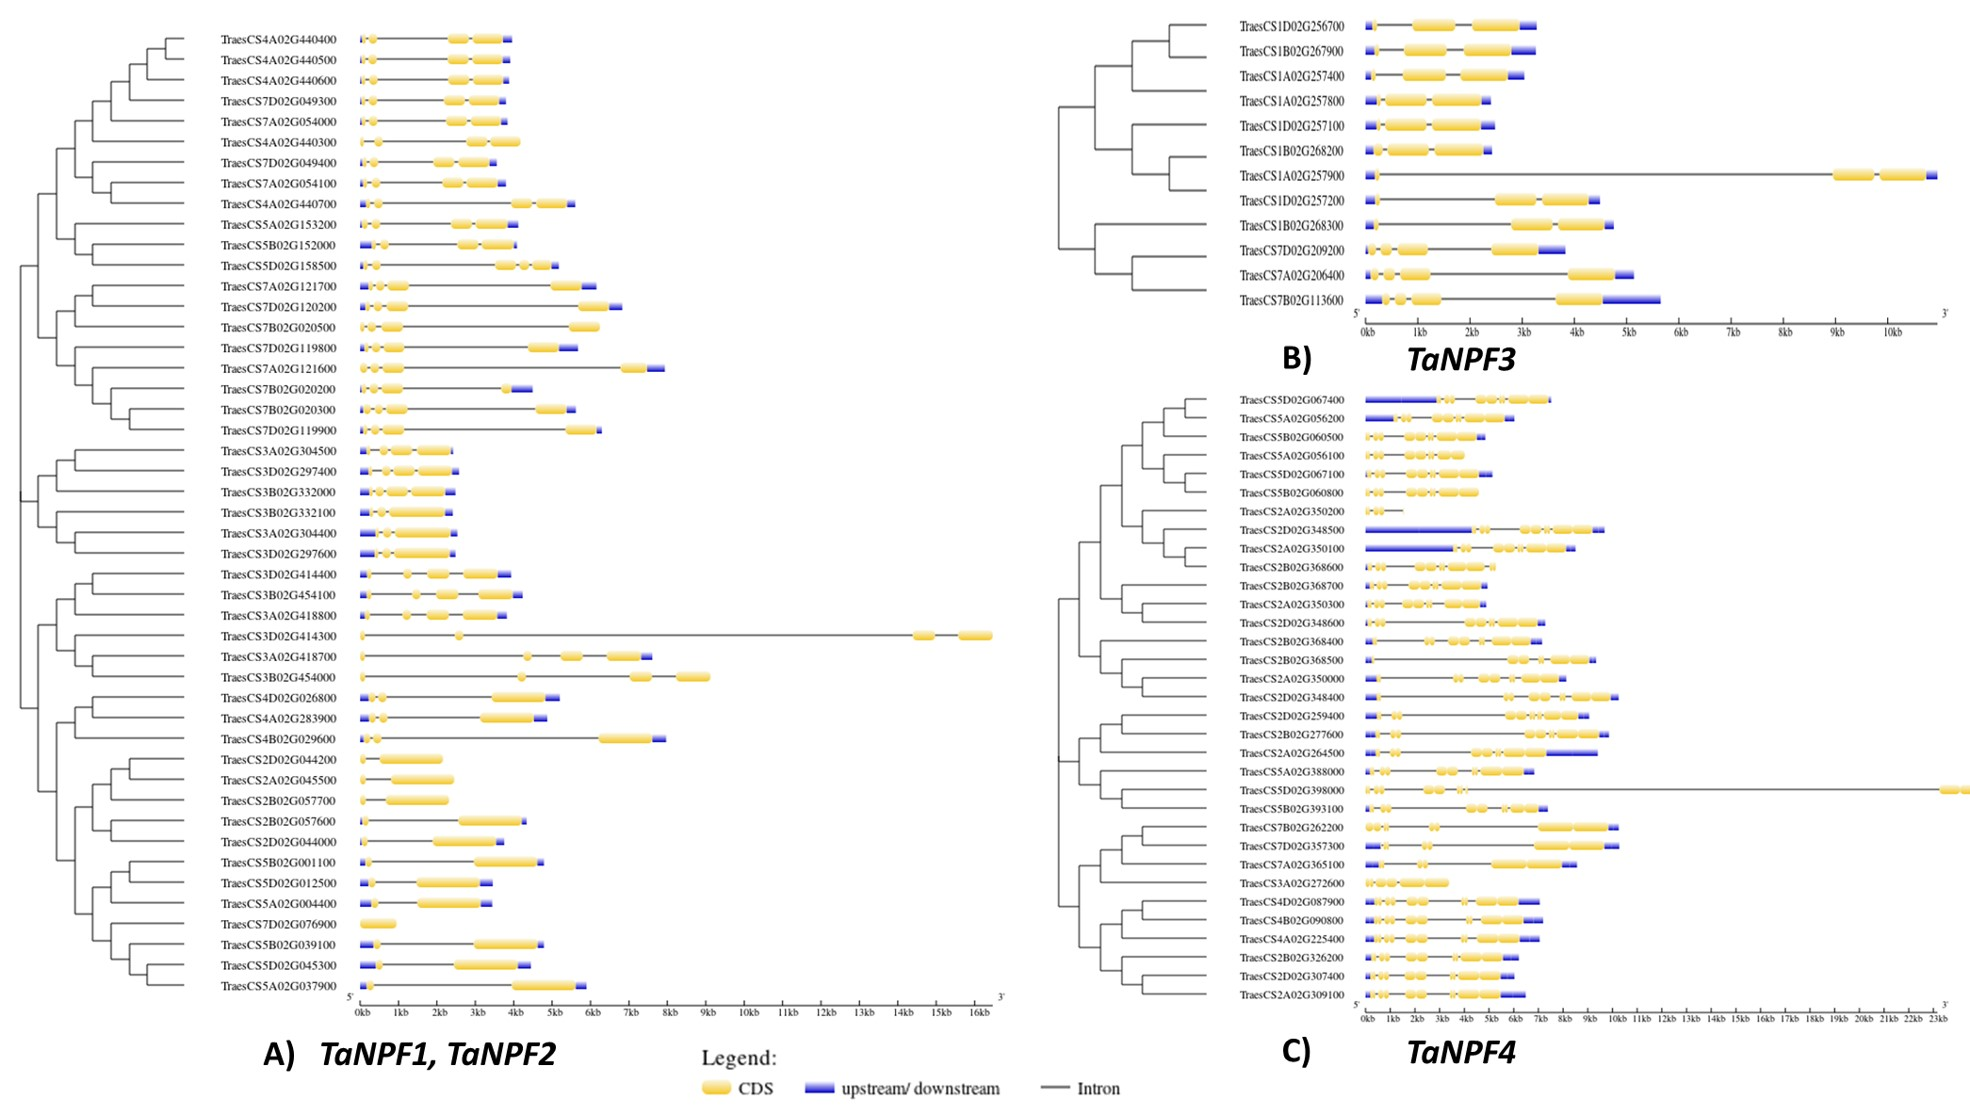 TraesCS4A02G440400
TraesCS4A02G440500
TraesCS4A02G440600
TraesCS7D02G049300
TraesCS7A02G054000
TraesCS4A02G440300
TraesCS7D02G049400
TraesCS7A02G054100
TraesCS4A02G440700
TraesCS5A02G153200
TraesCS5B02G152000
TraesCS5D02G158500
TraesCS7A02G121700
TraesCS7D02G120200
TraesCS7B02G020500
TraesCS7D02G119800
TraesCS7A02G121600
TraesCS7B02G020200
TraesCS7B02G020300
TraesCS7D02G119900
TraesCS3A02G304500
TraesCS3D02G297400
TraesCS3B02G332000
TraesCS3B02G332100
TraesCS3A02G304400
TraesCS3D02G297600
TraesCS3D02G414400
TraesCS3B02G454100
TraesCS3A02G418800
TraesCS3D02G414300
TraesCS3A02G418700
TraesCS3B02G454000
TraesCS4D02G026800
TraesCS4A02G283900
TraesCS4B02G029600
TraesCS2D02G044200
TraesCS2A02G045500
TraesCS2B02G057700
TraesCS2B02G057600
TraesCS2D02G044000
TraesCS5B02G001100
TraesCS5D02G012500
TraesCS5A02G004400
TraesCS7D02G076900
TraesCS5B02G039100
TraesCS5D02G045300
TraesCS5A02G037900
5' 3'
0kb 1kb 2kb 3kb 4kb 5kb 6kb 7kb 8kb 9kb 10kb 11kb 12kb 13kb 14kb 15kb 16kb
A) TaNPF1, TaNPF2
TraesCS1D02G256700
TraesCS1B02G267900
TraesCS1A02G257400
TraesCS1A02G257800
TraesCS1D02G257100
TraesCS1B02G268200
TraesCS1A02G257900
TraesCS1D02G257200
TraesCS1B02G268300
TraesCS7D02G209200
TraesCS7A02G206400
TraesCS7B02G113600
5' 3'
0kb 1kb 2kb 3kb 4kb 5kb 6kb 7kb 8kb 9kb 10kb
B) TaNPF3
TraesCS5D02G067400
TraesCS5A02G056200
TraesCS5B02G060500
TraesCS5A02G056100
TraesCS5D02G067100
TraesCS5B02G060800
TraesCS2A02G350200
TraesCS2D02G348500
TraesCS2A02G350100
TraesCS2B02G368600
TraesCS2B02G368700
TraesCS2A02G350300
TraesCS2D02G348600
TraesCS2B02G368400
TraesCS2B02G368500
TraesCS2A02G350000
TraesCS2D02G348400
TraesCS2D02G259400
TraesCS2B02G277600
TraesCS2A02G264500
TraesCS5A02G388000
TraesCS5D02G398000
TraesCS5B02G393100
TraesCS7B02G262200
TraesCS7D02G357300
TraesCS7A02G365100
TraesCS3A02G272600
TraesCS4D02G087900
TraesCS4B02G090800
TraesCS4A02G225400
TraesCS2B02G326200
TraesCS2D02G307400
TraesCS2A02G309100
5' 3'
0kb 1kb 2kb 3kb 4kb 5kb 6kb 7kb 8kb 9kb 10kb 11kb 12kb 13kb 14kb 15kb 16kb 17kb 18kb 19kb 20kb 21kb 22kb 23kb
C) TaNPF4
Legend:
CDS upstream/ downstream Intron